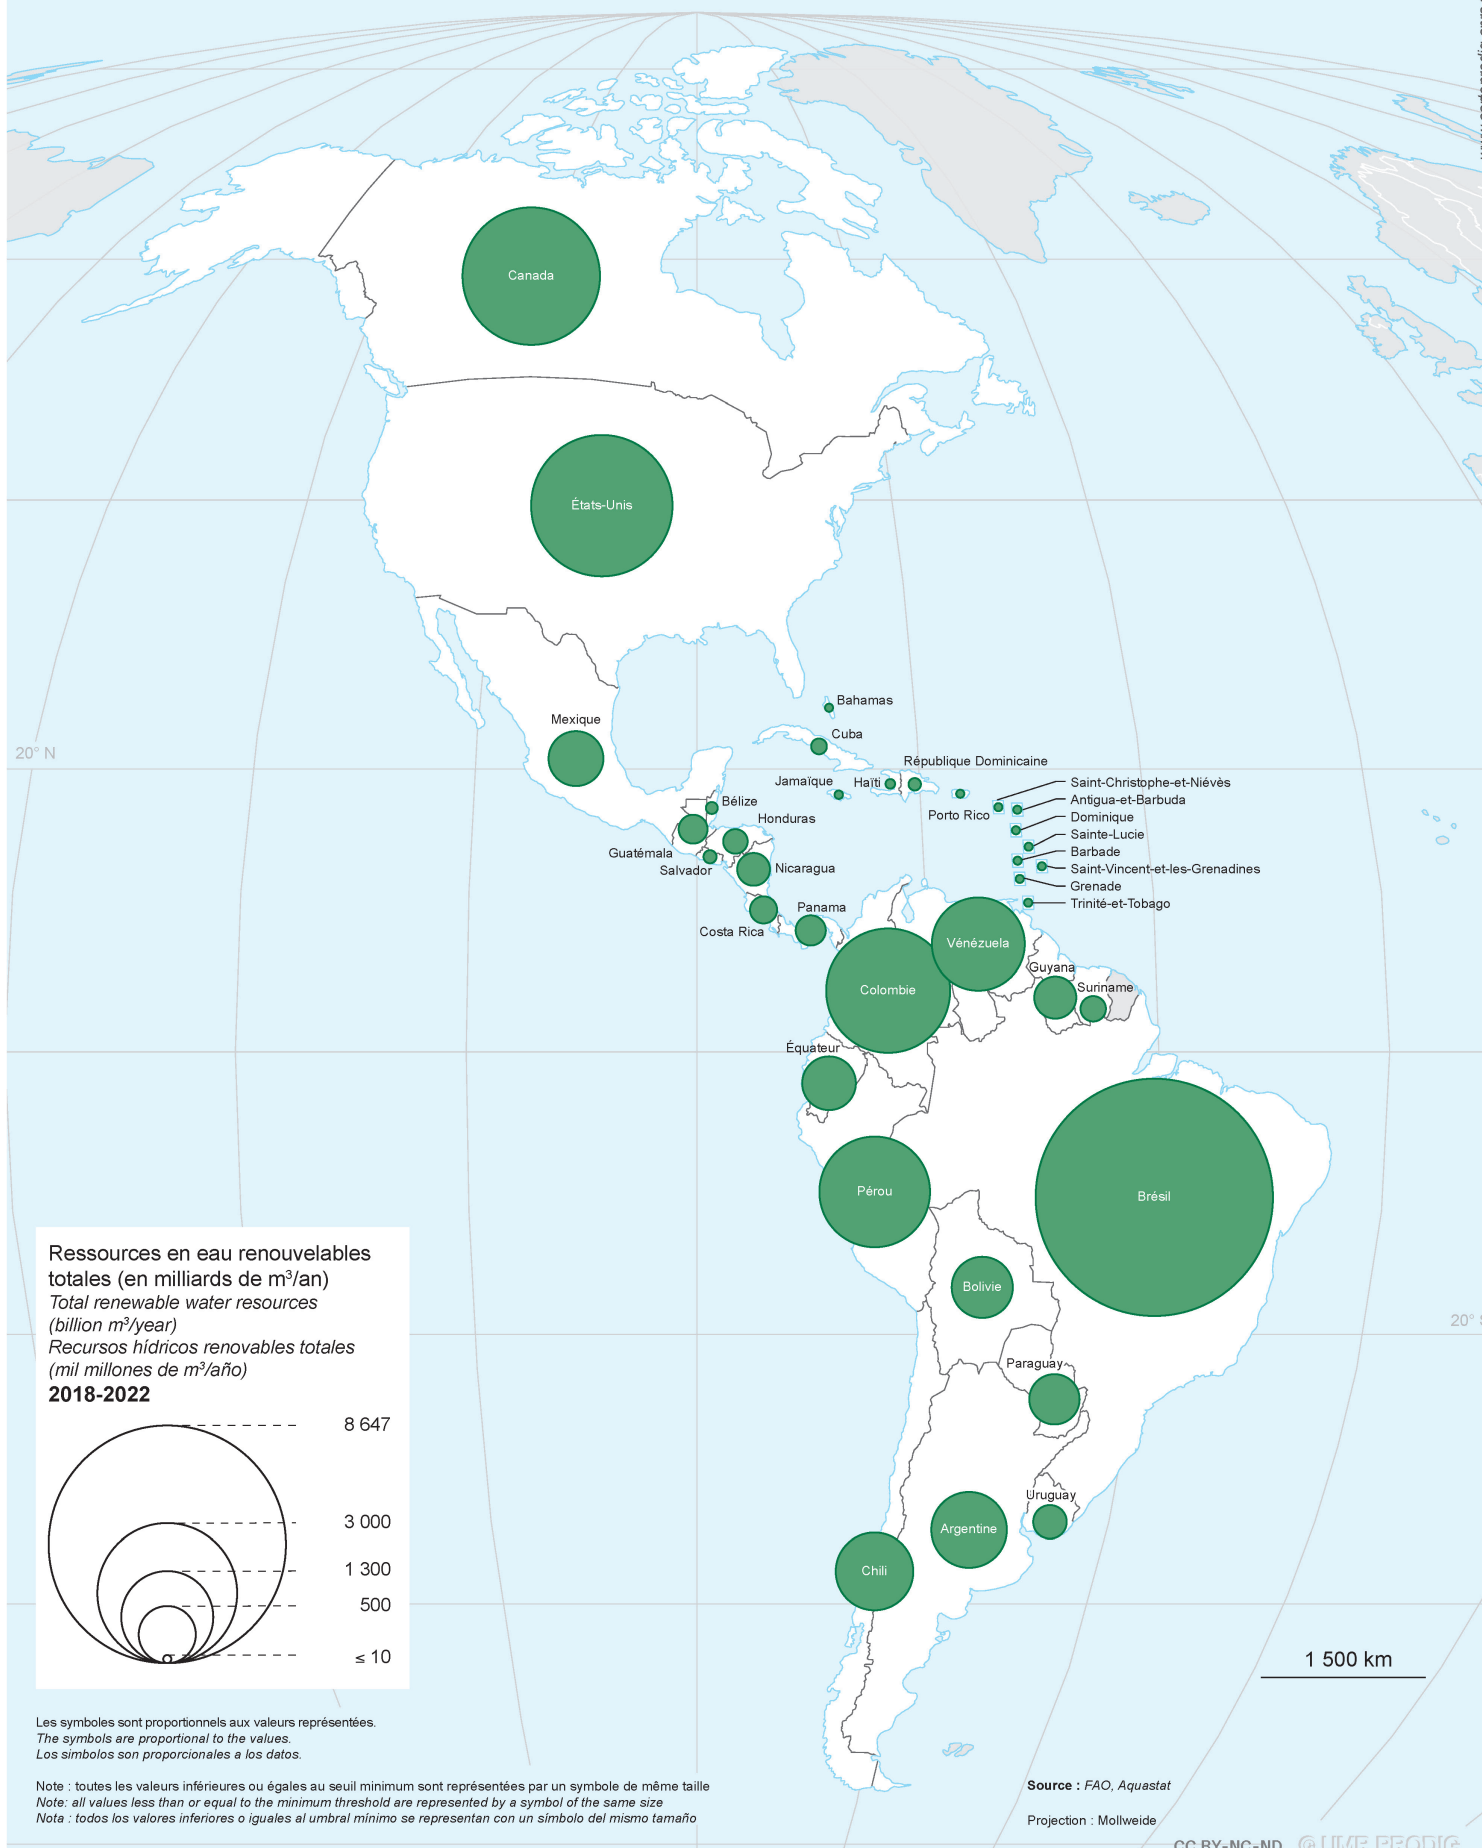 Canada
États-Unis
Mexique
20° N
Bahamas
Cuba
République Dominicaine
Jamaïque
Haïti
Porto Rico
Saint-Christophe-et-Niévès
Antigua-et-Barbuda
Dominique
Sainte-Lucie
Barbade
Saint-Vincent-et-les-Grenadines
Grenade
Trinité-et-Tobago
Bélize
Honduras
Guatémala
Salvador
Nicaragua
Costa Rica
Panama
Vénézuela
Colombie
Guyana
Suriname
Équateur
Pérou
Brésil
Bolivie
20° S
Paraguay
Uruguay
Argentine
Chili
Ressources en eau renouvelables
totales (en milliards de m³/an)
Total renewable water resources
(billion m³/year)
Recursos hídricos renovables totales
(mil millones de m³/año)
2018-2022
8 647
3 000
1 300
500
≤ 10
1 500 km
Les symboles sont proportionnels aux valeurs représentées.
The symbols are proportional to the values.
Los simbolos son proporcionales a los datos.
Note : toutes les valeurs inférieures ou égales au seuil minimum sont représentées par un symbole de même taille
Note: all values less than or equal to the minimum threshold are represented by a symbol of the same size
Nota : todos los valores inferiores o iguales al umbral mínimo se representan con un símbolo del mismo tamaño
Source : FAO, Aquastat
Projection : Mollweide
CC BY-NC-ND © UMR PRODIG